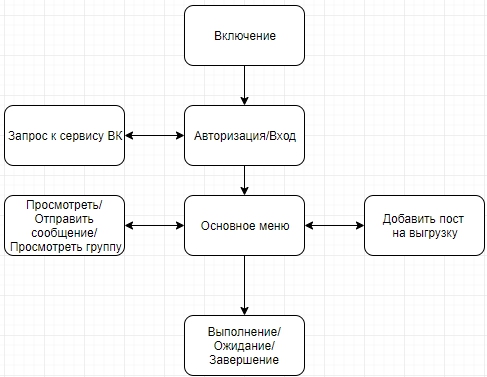 Включение
Запрос к сервису ВК
Авторизация/Вход
Просмотреть/
Отправить
сообщение/
Просмотреть группу
Основное меню
Добавить пост
на выгрузку
Выполнение/
Ожидание/
Завершение